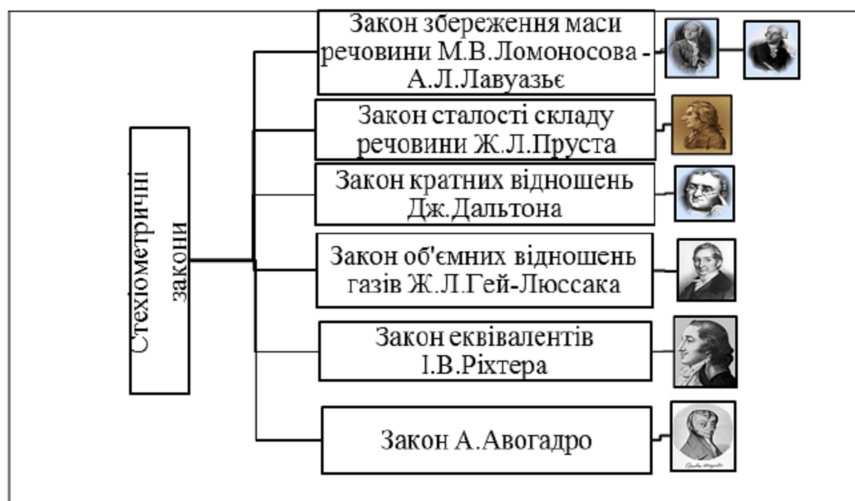 Стехіометричні
закони
Закон збереження маси
речовини М.В.Ломоносова -
А.Л.Лавуазьє
Закон сталості складу
речовини Ж.Л.Пруста
Закон кратних відношень
Дж.Дальтона
Закон об'ємних відношень
газів Ж.Л.Гей-Люссака
Закон еквівалентів
І.В.Ріхтера
Закон А.Авогадро